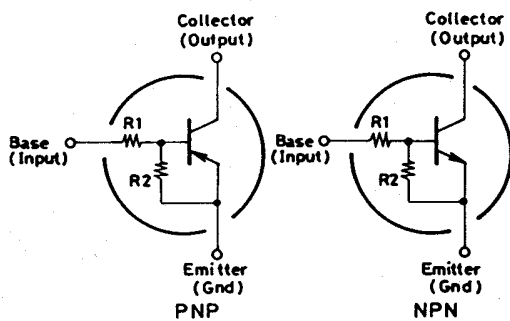 Collector
(Output)
R1
Base
(Input)
R2
Emitter
(Gnd)
PNP
Collector
(Output)
R1
Base
(Input)
R2
Emitter
(Gnd)
NPN